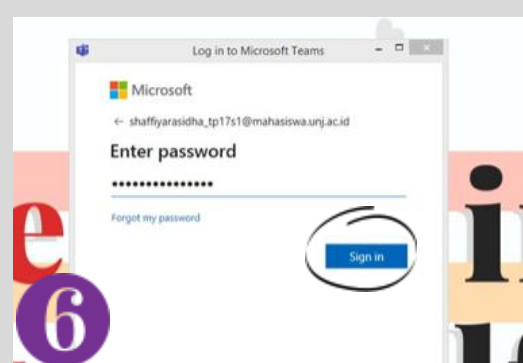 Log in to Microsoft Teams
Microsoft
← shaffiyarasidha_tp17s1@mahasiswa.unj.ac.id
Enter password
•••••••••••••••
Forgot my password
Sign in
6